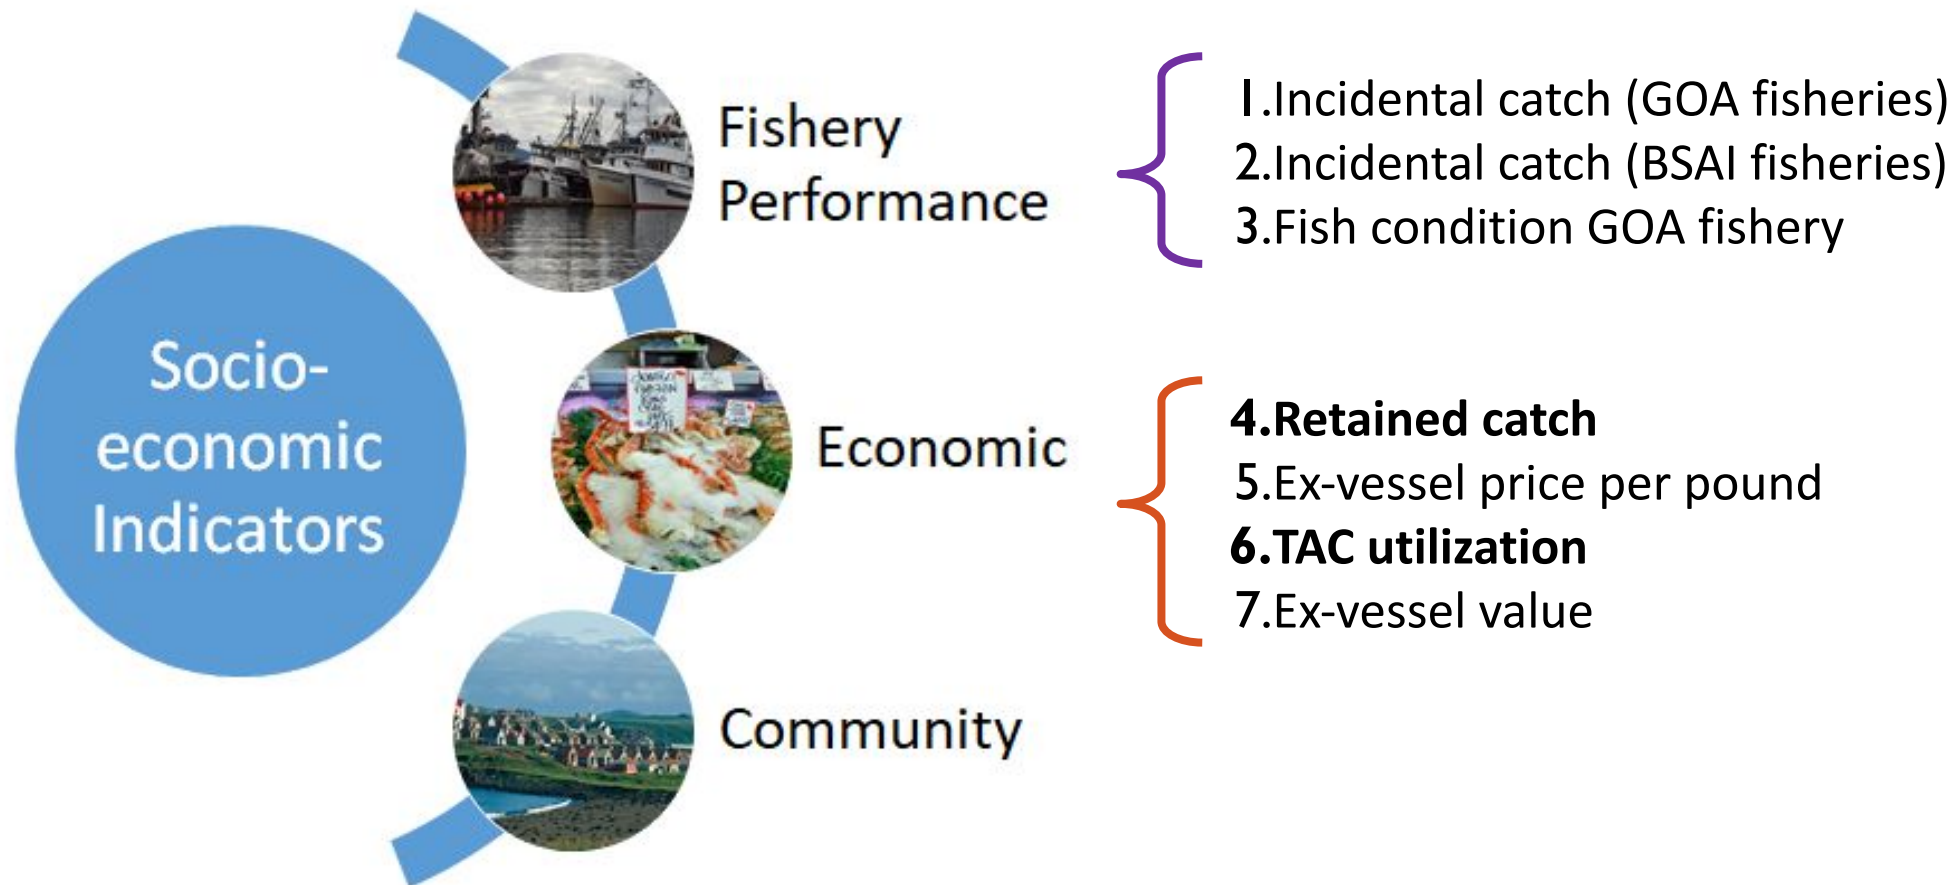 Socio-
economic
Indicators
Fishery
Performance
1.Incidental catch (GOA fisheries)
2.Incidental catch (BSAI fisheries)
3.Fish condition GOA fishery
Economic
4.Retained catch
5.Ex-vessel price per pound
6.TAC utilization
7.Ex-vessel value
Community